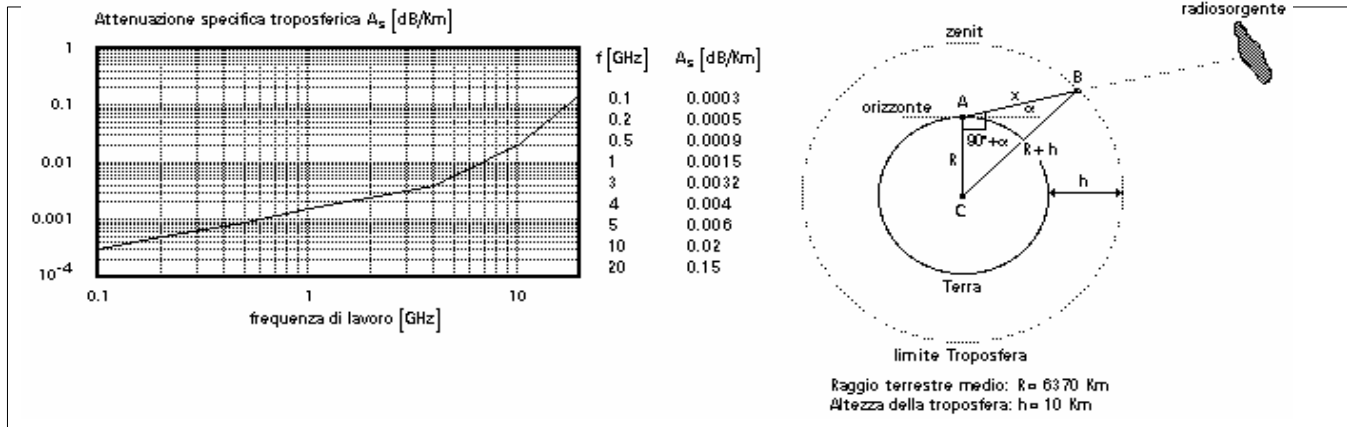 Attenuazione specifica troposferica As [dB/Km]
1
0.1
0.01
0.001
10-4
0.1
1
10
frequenza di lavoro [GHz]
f [GHz] As [dB/Km]
0.1 0.0003
0.2 0.0005
0.5 0.0009
1 0.0015
3 0.0032
4 0.004
5 0.006
10 0.02
20 0.15
radiosorgente
zenit
B
x
α
orizzonte
A
90°+α
R
R+h
h
C
Terra
limite Troposfera
Raggio terrestre medio: R= 6370 Km
Altezza della troposfera: h= 10 Km